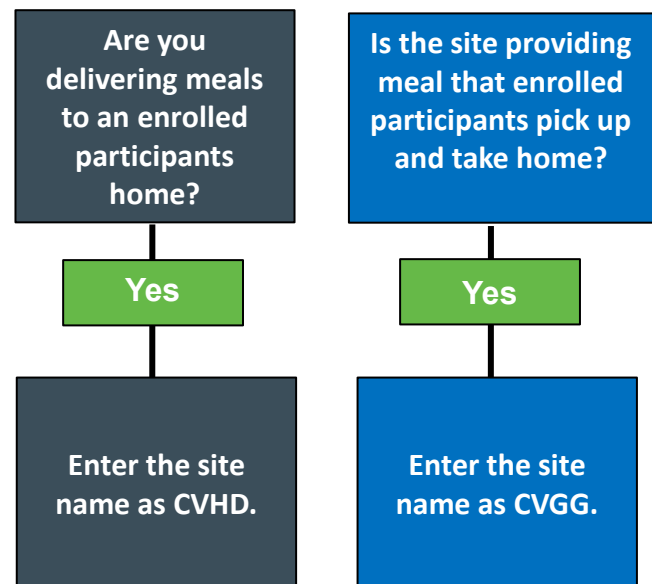 Are you
delivering meals
to an enrolled
participants
home?
Yes
Enter the site
name as CVHD.
Is the site providing
meal that enrolled
participants pick up
and take home?
Yes
Enter the site
name as CVGG.